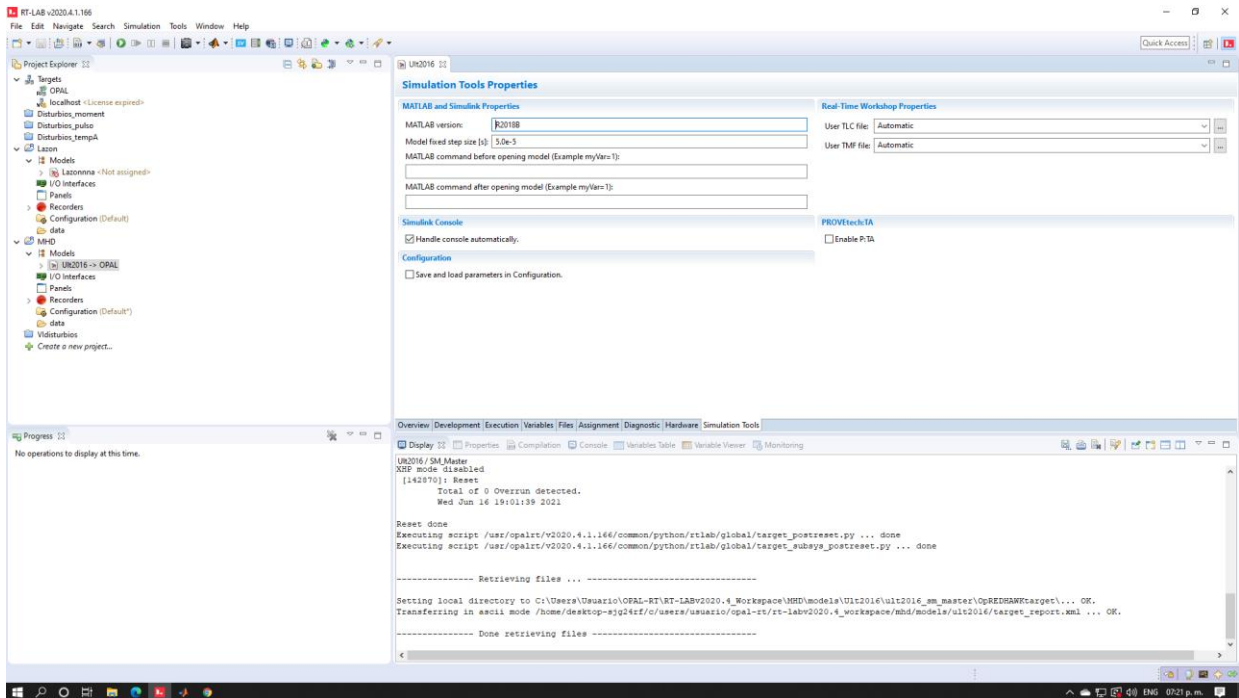 RT-LAB v2020.4.1.166
File Edit Navigate Search Simulation Tools Window Help
Quick Access
Project Explorer
Targets
OPAL
localhost <License expired>
Disturbios_moment
Disturbios_pulso
Disturbios_tempA
Lazon
Models
Lazonnna <Not assigned>
I/O Interfaces
Panels
Recorders
Configuration (Default)
data
MHD
Models
Ult2016 -> OPAL
I/O Interfaces
Panels
Recorders
Configuration (Default*)
data
Vldisturbios
Create a new project...
Progress
No operations to display at this time.
Ult2016
Simulation Tools Properties
MATLAB and Simulink Properties
MATLAB version: R2018B
Model fixed step size [s]: 5.0e-5
MATLAB command before opening model (Example myVar=1):
MATLAB command after opening model (Example myVar=1):
Simulink Console
Handle console automatically.
Configuration
Save and load parameters in Configuration.
Real-Time Workshop Properties
User TLC file: Automatic ...
User TMF file: Automatic ...
PROVEtech:TA
Enable P:TA
Overview Development Execution Variables Files Assignment Diagnostic Hardware Simulation Tools
Display Properties Compilation Console Variables Table Variable Viewer Monitoring
Ult2016 / SM_Master
XHP mode disabled
[142870]: Reset
Total of 0 Overrun detected.
Wed Jun 16 19:01:39 2021
Reset done
Executing script /usr/opalrt/v2020.4.1.166/common/python/rtlab/global/target_postreset.py ... done
Executing script /usr/opalrt/v2020.4.1.166/common/python/rtlab/global/target_subsys_postreset.py ... done
--------------- Retrieving files ... ----------------------------------
Setting local directory to C:\Users\Usuario\OPAL-RT\RT-LABv2020.4_Workspace\MHD\models\Ult2016\ult2016_sm_master\OpREDHAWKtarget\... OK.
Transferring in ascii mode /home/desktop-sjg24rf/c/users/usuario/opal-rt/rt-labv2020.4_workspace/mhd/models/ult2016/target_report.xml ... OK.
--------------- Done retrieving files ---------------------------------
ENG 07:21 p. m.